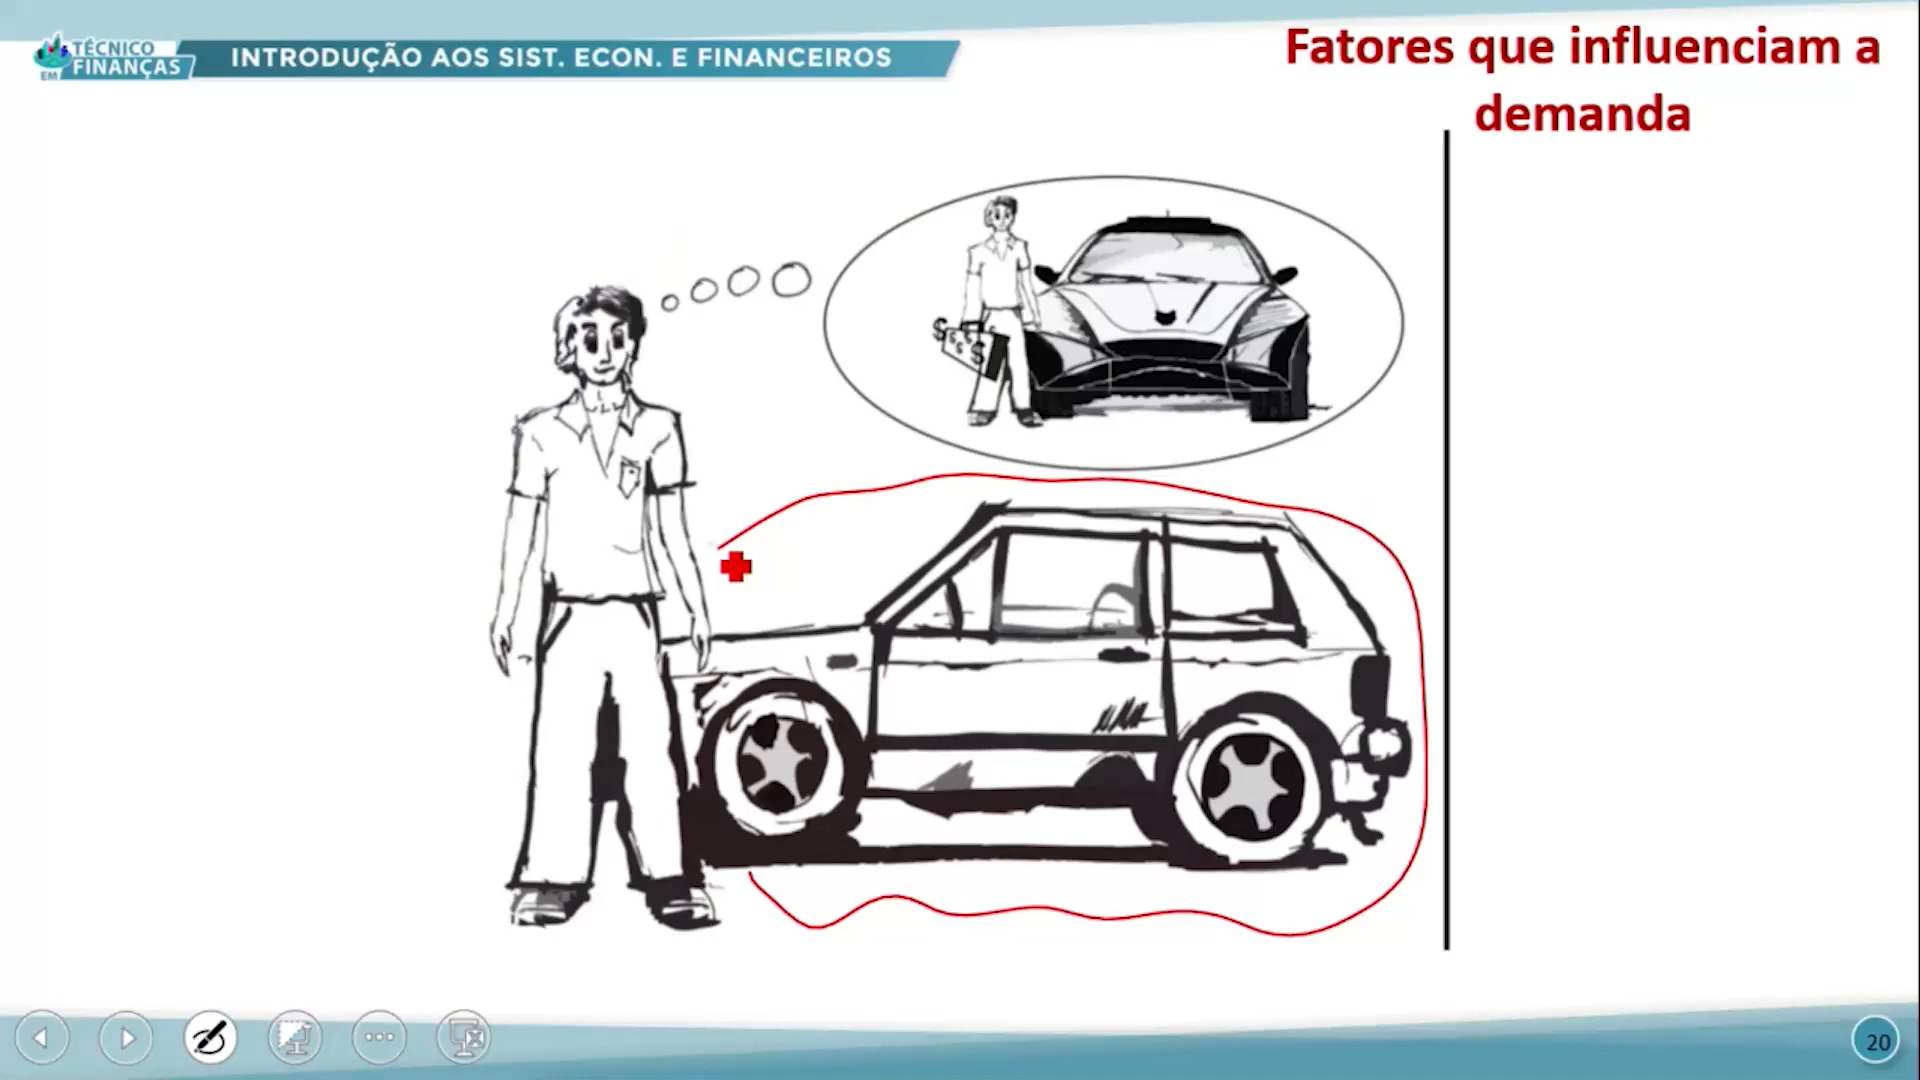 TÉCNICO
EM FINANÇAS
INTRODUÇÃO AOS SIST. ECON. E FINANCEIROS
Fatores que influenciam a
demanda
$ $
20